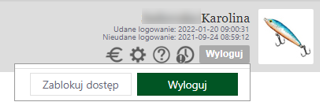 Karolina
Udane logowanie: 2022-01-20 09:00:31
Nieudane logowanie: 2021-09-24 08:59:12
Wyloguj
Zablokuj dostęp
Wyloguj